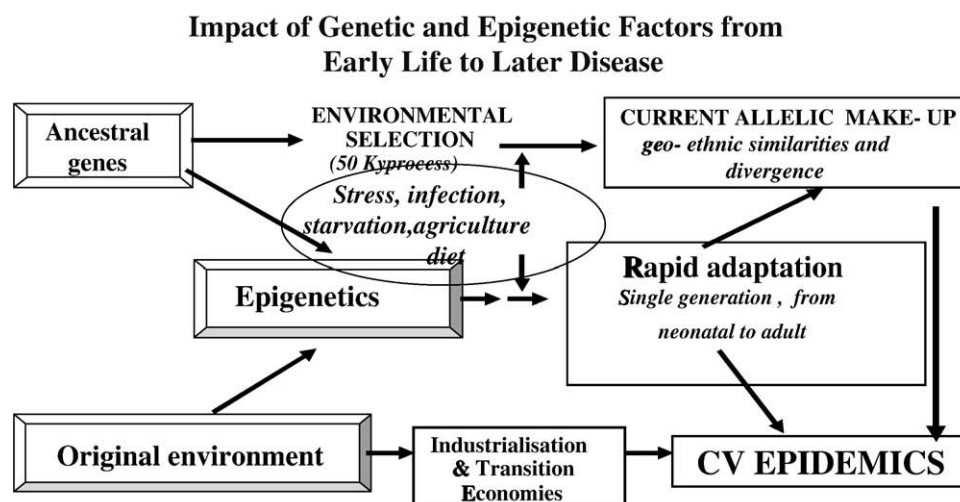 Impact of Genetic and Epigenetic Factors from
Early Life to Later Disease
Ancestral
genes
ENVIRONMENTAL
SELECTION
(50 Kyprocess)
Stress, infection,
starvation,agriculture
diet
CURRENT ALLELIC MAKE- UP
geo- ethnic similarities and
divergence
Epigenetics
Rapid adaptation
Single generation , from
neonatal to adult
Original environment
Industrialisation
& Transition
Economies
CV EPIDEMICS